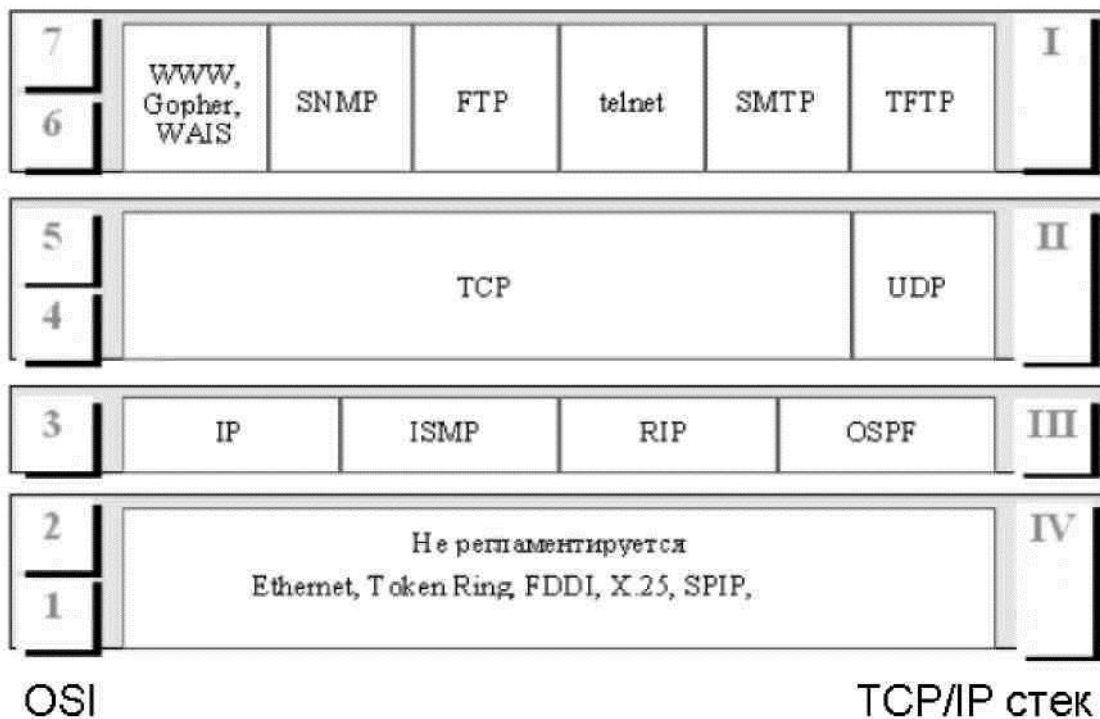 7
6
WWW,
Gopher,
WAIS
SNMP
FTP
telnet
SMTP
TFTP
I
5
4
TCP
UDP
II
3
IP
ISMP
RIP
OSPF
III
2
1
Не регламентируется
Ethernet, Token Ring, FDDI, X.25, SPIP,
IV
OSI
TCP/IP стек